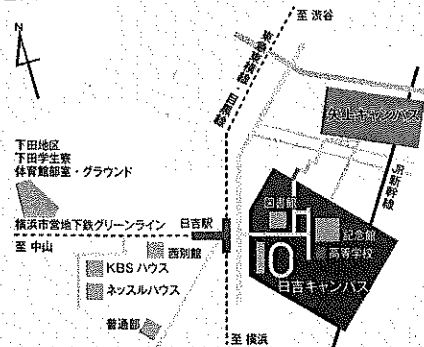 N
至 渋谷
東急東横線・目黒線
矢上キャンパス
JR新幹線
下田地区
下田学生寮
体育館部室・グラウンド
横浜市営地下鉄グリーンライン
日吉駅
至 中山
西別館
KBS ハウス
ネッスルハウス
普通部
図書館
記念館
高等学校
日吉キャンパス
至 横浜